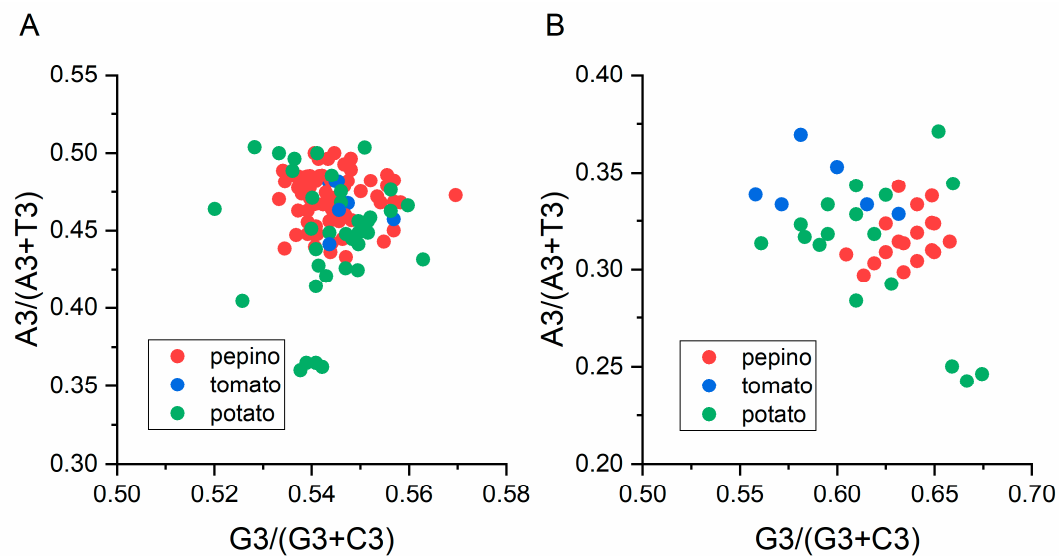 A
A3/(A3+T3)
0.55
0.50
0.45
0.40
0.35
0.30
0.50
0.52
0.54
0.56
0.58
G3/(G3+C3)
pepino
tomato
potato
B
A3/(A3+T3)
0.40
0.35
0.30
0.25
0.20
0.50
0.55
0.60
0.65
0.70
G3/(G3+C3)
pepino
tomato
potato